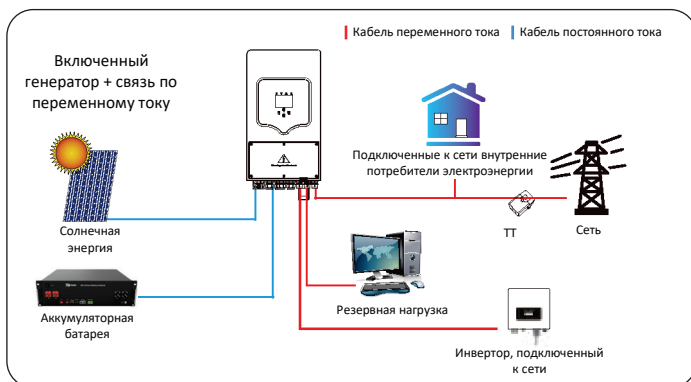 Кабель переменного тока
Кабель постоянного тока
Включенный
генератор + связь по
переменному току
Подключенные к сети внутренние
потребители электроэнергии
Солнечная
энергия
ТТ
Сеть
Аккумуляторная
батарея
Резервная нагрузка
Инвертор, подключенный
к сети